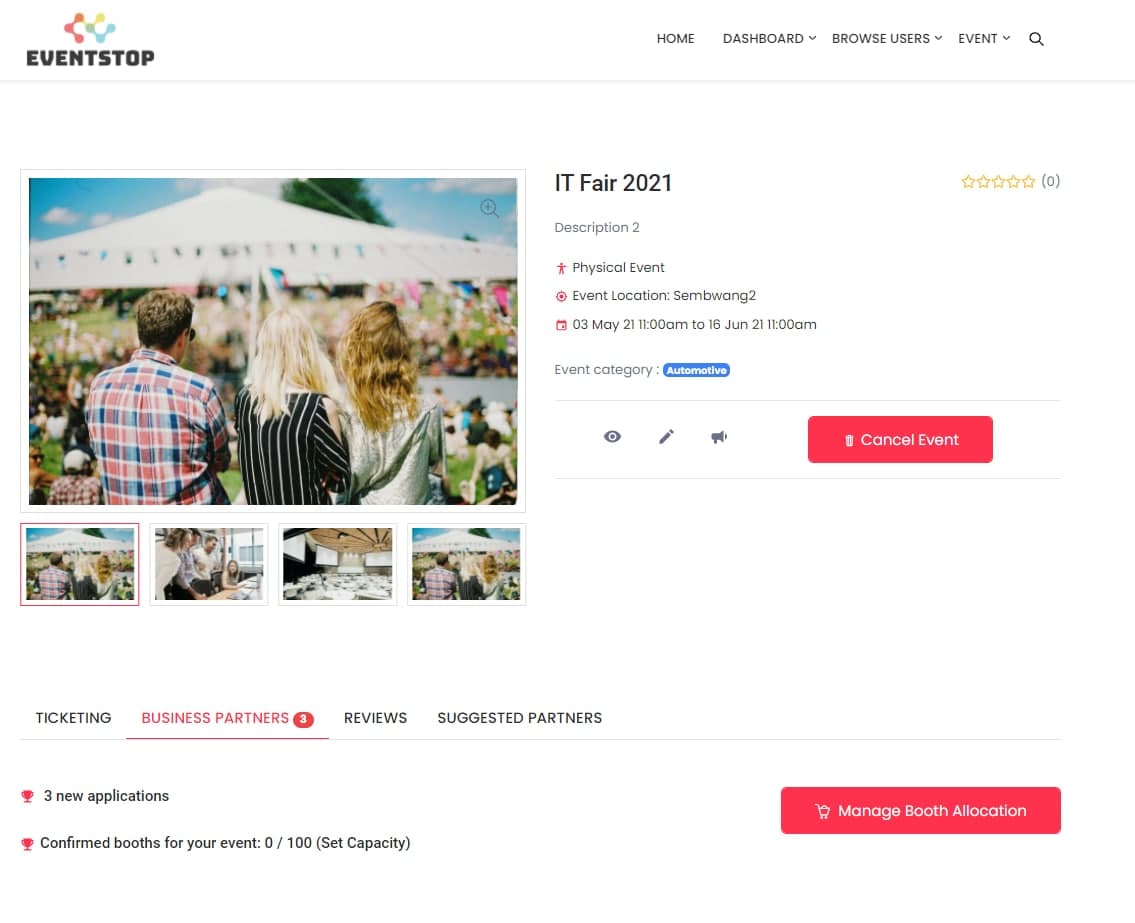 EVENTSTOP
HOME DASHBOARD BROWSE USERS EVENT
IT Fair 2021
(0)
Description 2
Physical Event
Event Location: Sembwang2
03 May 21 11:00am to 16 Jun 21 11:00am
Event category : Automotive
Cancel Event
TICKETING BUSINESS PARTNERS 3 REVIEWS SUGGESTED PARTNERS
3 new applications
Manage Booth Allocation
Confirmed booths for your event: 0 / 100 (Set Capacity)